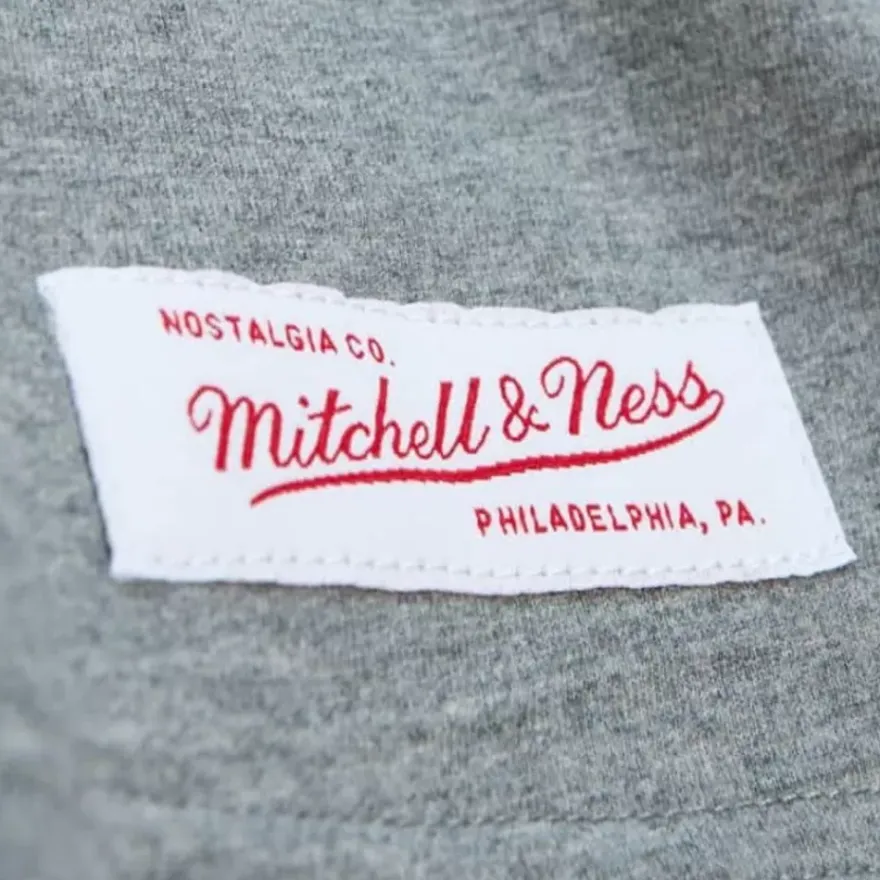 NOSTALGIA CO.
Mitchell & Ness
PHILADELPHIA, PA.